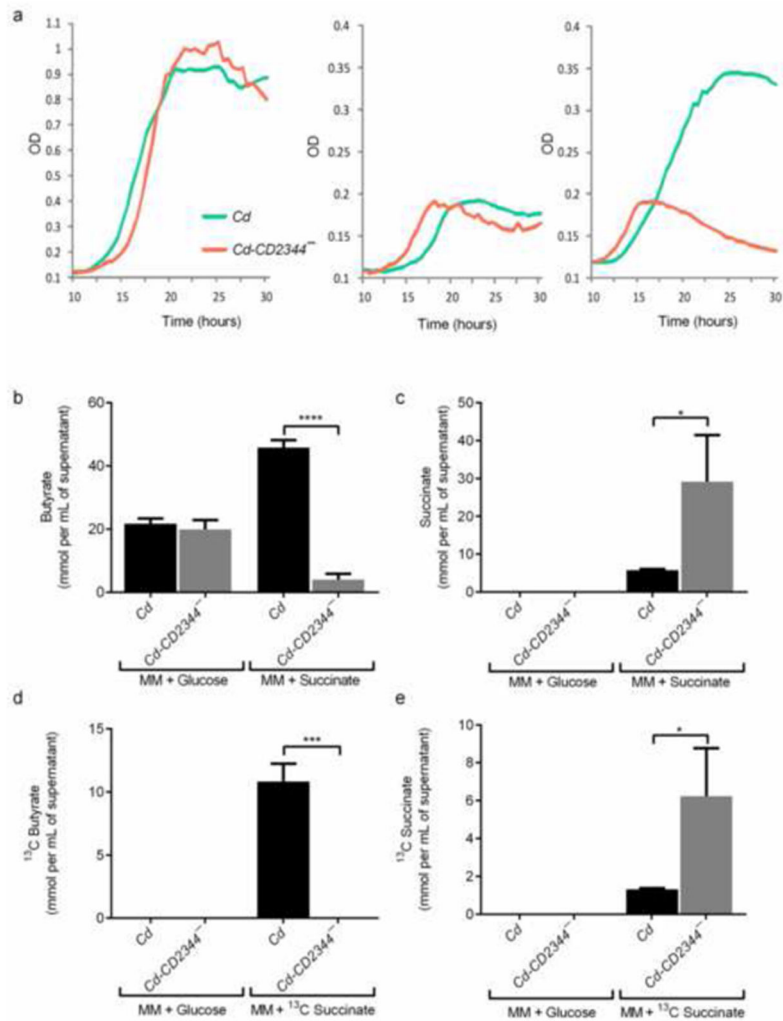 a
1.1
1
0.9
0.8
0.7
0.6
0.5
0.4
0.3
0.2
0.1
OD
10 15 20 25 30
Time (hours)
Cd
Cd-CD2344⁻
0.4
0.35
0.3
0.25
0.2
0.15
0.1
OD
10 15 20 25 30
Time (hours)
0.4
0.35
0.3
0.25
0.2
0.15
0.1
OD
10 15 20 25 30
Time (hours)
b
Butyrate
(mmol per mL of supernatant)
60
40
20
0
****
Cd
Cd-CD2344⁻
Cd
Cd-CD2344⁻
MM + Glucose
MM + Succinate
c
Succinate
(mmol per mL of supernatant)
50
40
30
20
10
0
*
Cd
Cd-CD2344⁻
Cd
Cd-CD2344⁻
MM + Glucose
MM + Succinate
d
¹³C Butyrate
(mmol per mL of supernatant)
15
10
5
0
***
Cd
Cd-CD2344⁻
Cd
Cd-CD2344⁻
MM + Glucose
MM + ¹³C Succinate
e
¹³C Succinate
(mmol per mL of supernatant)
10
8
6
4
2
0
*
Cd
Cd-CD2344⁻
Cd
Cd-CD2344⁻
MM + Glucose
MM + ¹³C Succinate